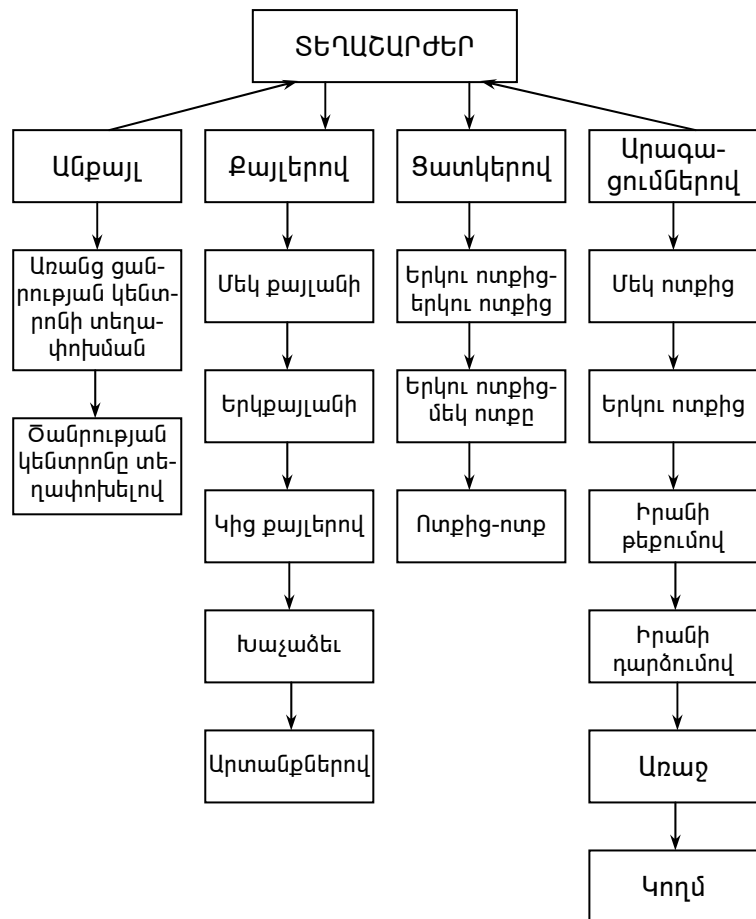 ՏԵՂԱՇԱՐԺԵՐ
Անքայլ
Առանց ցան-
րության կենտ-
րոնի տեղա-
փոխման
Ծանրության
կենտրոնը տե-
ղափոխելով
Քայլերով
Մեկ քայլանի
Երկքայլանի
Կից քայլերով
Խաչաձեւ
Արտանքներով
Ցատկերով
Երկու ոտքից-
երկու ոտքից
Երկու ոտքից-
մեկ ոտքը
Ոտքից-ոտք
Արագա-
ցումներով
Մեկ ոտքից
Երկու ոտքից
Իրանի
թեքումով
Իրանի
դարձումով
Առաջ
Կողմ